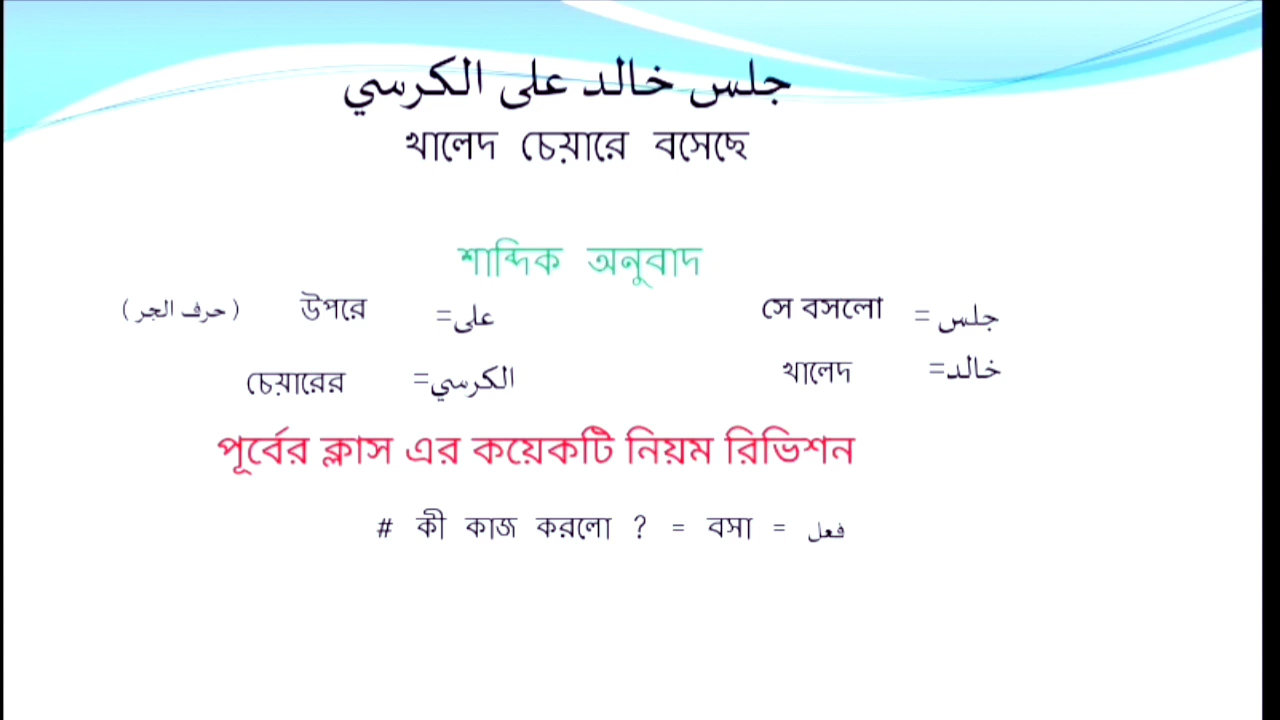 جلس خالد على الكرسي
খালেদ চেয়ারে বসেছে
শাব্দিক অনুবাদ
جلس = সে বসলো
على= উপরে (حرف الجر)
خالد= খালেদ
الكرسي= চেয়ারের
পূর্বের ক্লাস এর কয়েকটি নিয়ম রিভিশন
# কী কাজ করলো ? = বসা = فعل